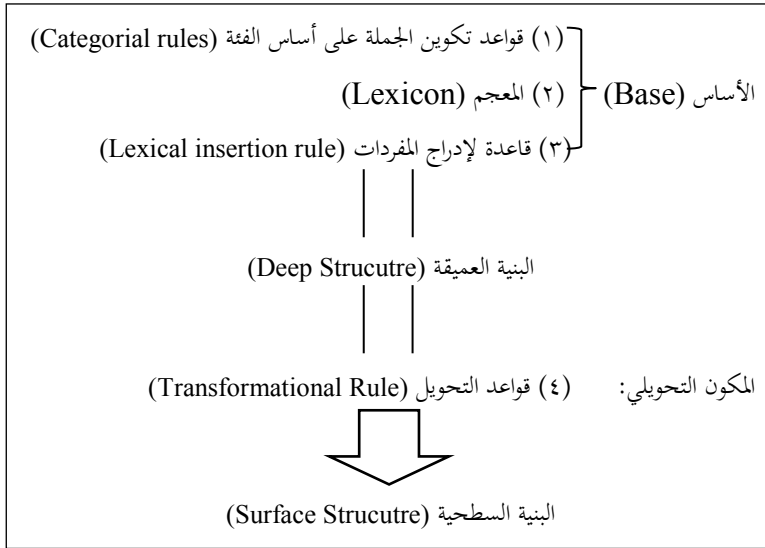 (١) قواعد تكوين الجملة على أساس الفئة (Categorial rules)
الأساس (Base) (٢) المعجم (Lexicon)
(٣) قاعدة لإدراج المفردات (Lexical insertion rule)
البنية العميقة (Deep Strucutre)
المكون التحويلي: (٤) قواعد التحويل (Transformational Rule)
البنية السطحية (Surface Strucutre)